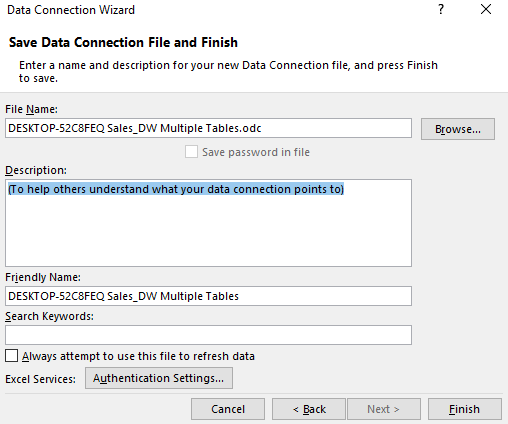 Data Connection Wizard ?
Save Data Connection File and Finish
Enter a name and description for your new Data Connection file, and press Finish
to save.
File Name:
DESKTOP-52C8FEQ Sales_DW Multiple Tables.odc
Browse...
Save password in file
Description:
(To help others understand what your data connection points to)
Friendly Name:
DESKTOP-52C8FEQ Sales_DW Multiple Tables
Search Keywords:
Always attempt to use this file to refresh data
Excel Services: Authentication Settings...
Cancel < Back Next > Finish